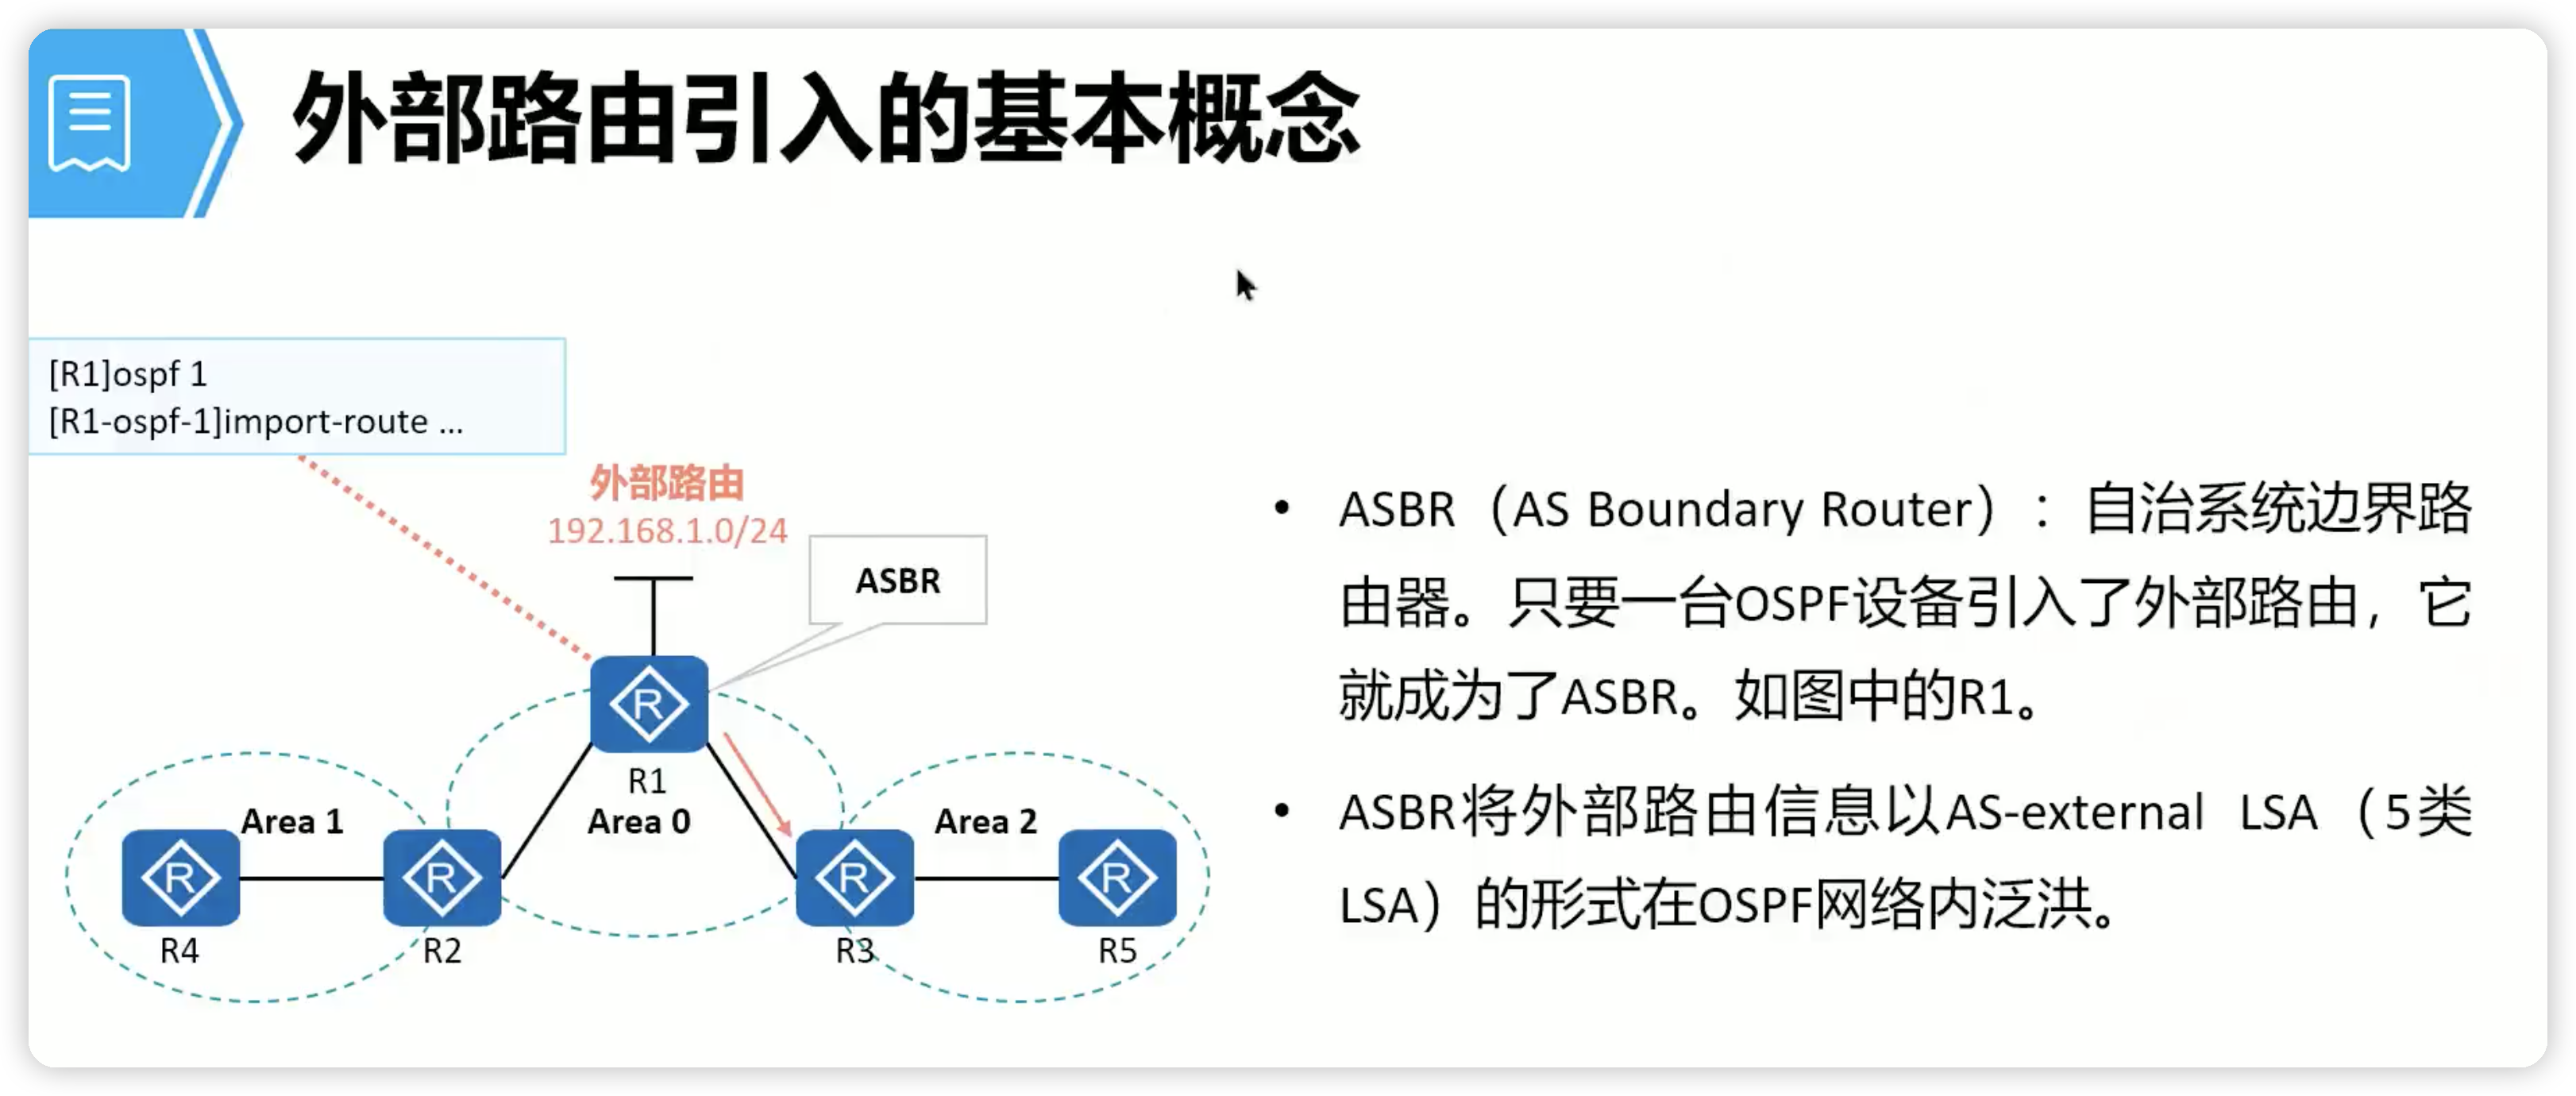 外部路由引入的基本概念
[R1]ospf 1
[R1-ospf-1]import-route ...
外部路由
192.168.1.0/24
ASBR
R
R1
Area 1
Area 0
Area 2
R
R
R
R
R4
R2
R3
R5
• ASBR（AS Boundary Router）：自治系统边界路
由器。只要一台OSPF设备引入了外部路由，它
就成为了ASBR。如图中的R1。
• ASBR将外部路由信息以AS-external LSA（5类
LSA）的形式在OSPF网络内泛洪。